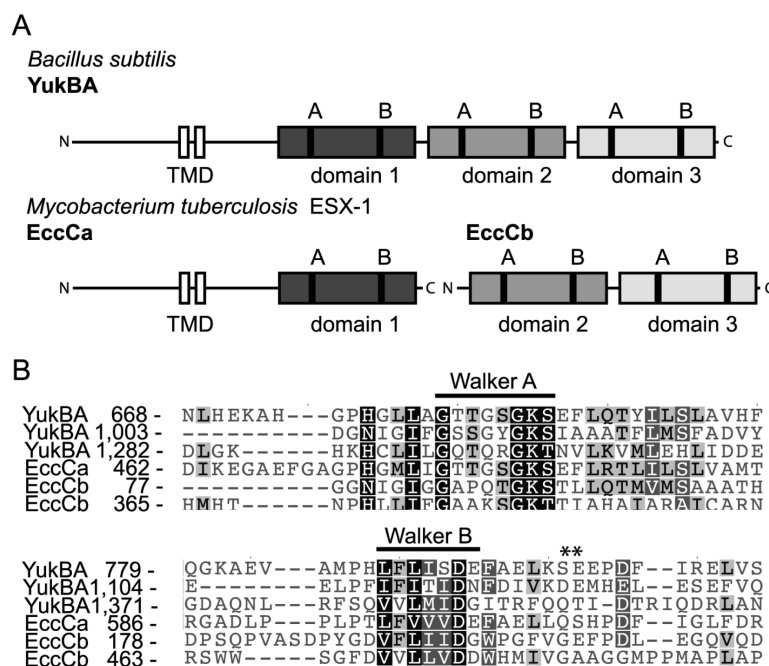 A
Bacillus subtilis
YukBA
A B A B A B
N C
TMD domain 1 domain 2 domain 3
Mycobacterium tuberculosis ESX-1
EccCa EccCb
A B A B A B
N C N C
TMD domain 1 domain 2 domain 3
B
Walker A
YukBA 668 - NLHEKAH---GPHGLLAGTTGSGKSEFLQTYILSLAVHF
YukBA 1,003 - ----------DGNIGIFGSSGYGKSIAAATFLMSFADVY
YukBA 1,282 - DLGK------HKHCLILGQTQRGKTNVLKVMLEHLIDDE
EccCa 462 - DIKEGAEFGAGPHGMLIGTTGSGKSEFLRTLILSLVAMT
EccCb 77 - ----------GGNIGIGGAPQTGKSTLLQTMVMSAAATH
EccCb 365 - HMHT------NPHLLIFGAAKSGKTTIAHAIARAICARN
Walker B
**
YukBA 779 - QGKAEV---AMPHLFLISDEFAELKSEEPDF--IRELVS
YukBA1,104 - E--------ELPFIFITIDNFDIVKDEMHELESEFVQ
YukBA1,371 - GDAQNL---RFSQVVLMIDGITRFQQTI-DTRIQDRLAN
EccCa 586 - RGADLP---PLPTLFVVVDEFAELLQSHPDF--IGLFDR
EccCb 178 - DPSQPVASDPYGDVFLIIDGWPGFVGEFPDL--EGQVQD
EccCb 463 - RSWW-----SGFDVVLLVDDWHMIVGAAGGMPPMAPLAP